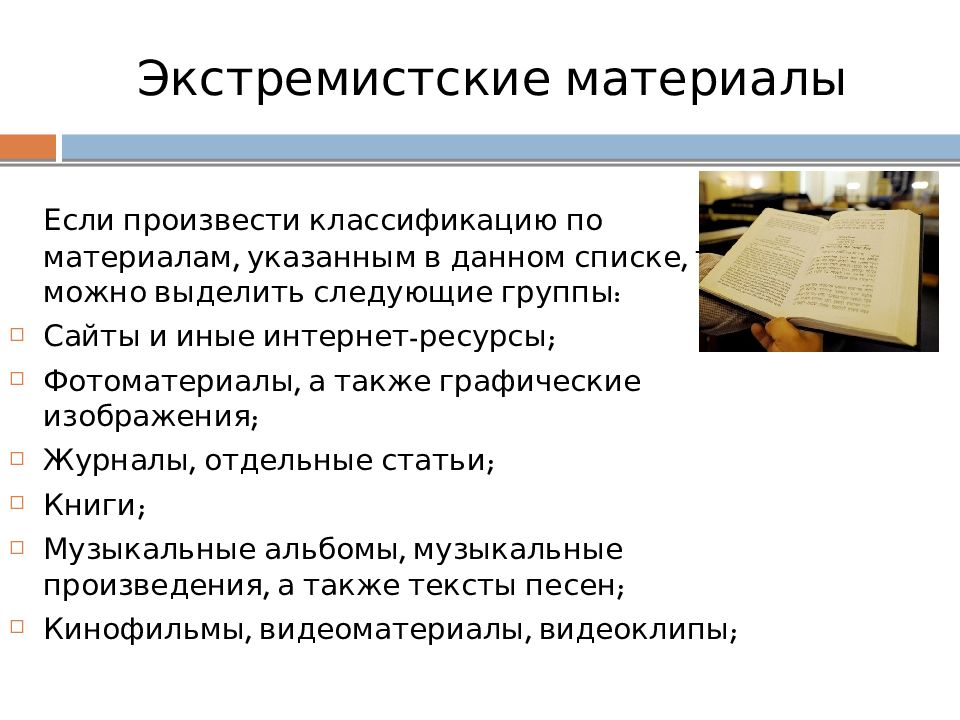 Экстремистские материалы
Если произвести классификацию по
материалам, указанным в данном списке,
можно выделить следующие группы:
Сайты и иные интернет-ресурсы;
Фотоматериалы, а также графические
изображения;
Журналы, отдельные статьи;
Книги;
Музыкальные альбомы, музыкальные
произведения, а также тексты песен;
Кинофильмы, видеоматериалы, видеоклипы;